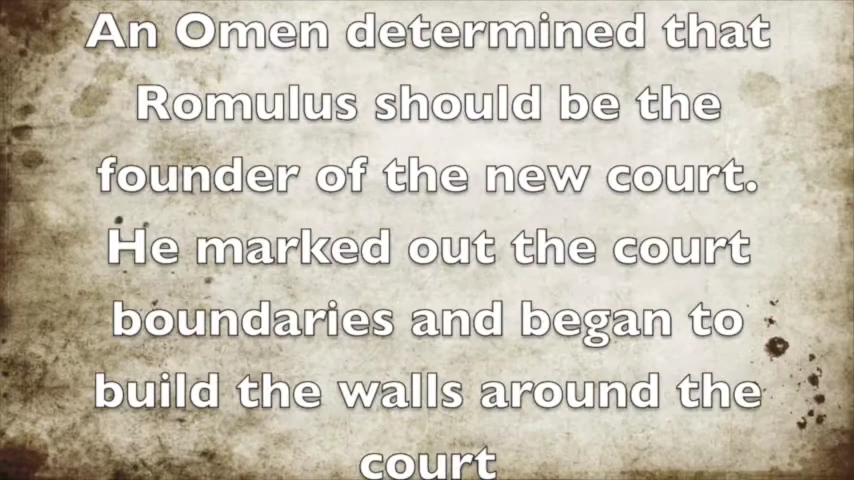 An Omen determined that
Romulus should be the
founder of the new court.
He marked out the court
boundaries and began to
build the walls around the
court